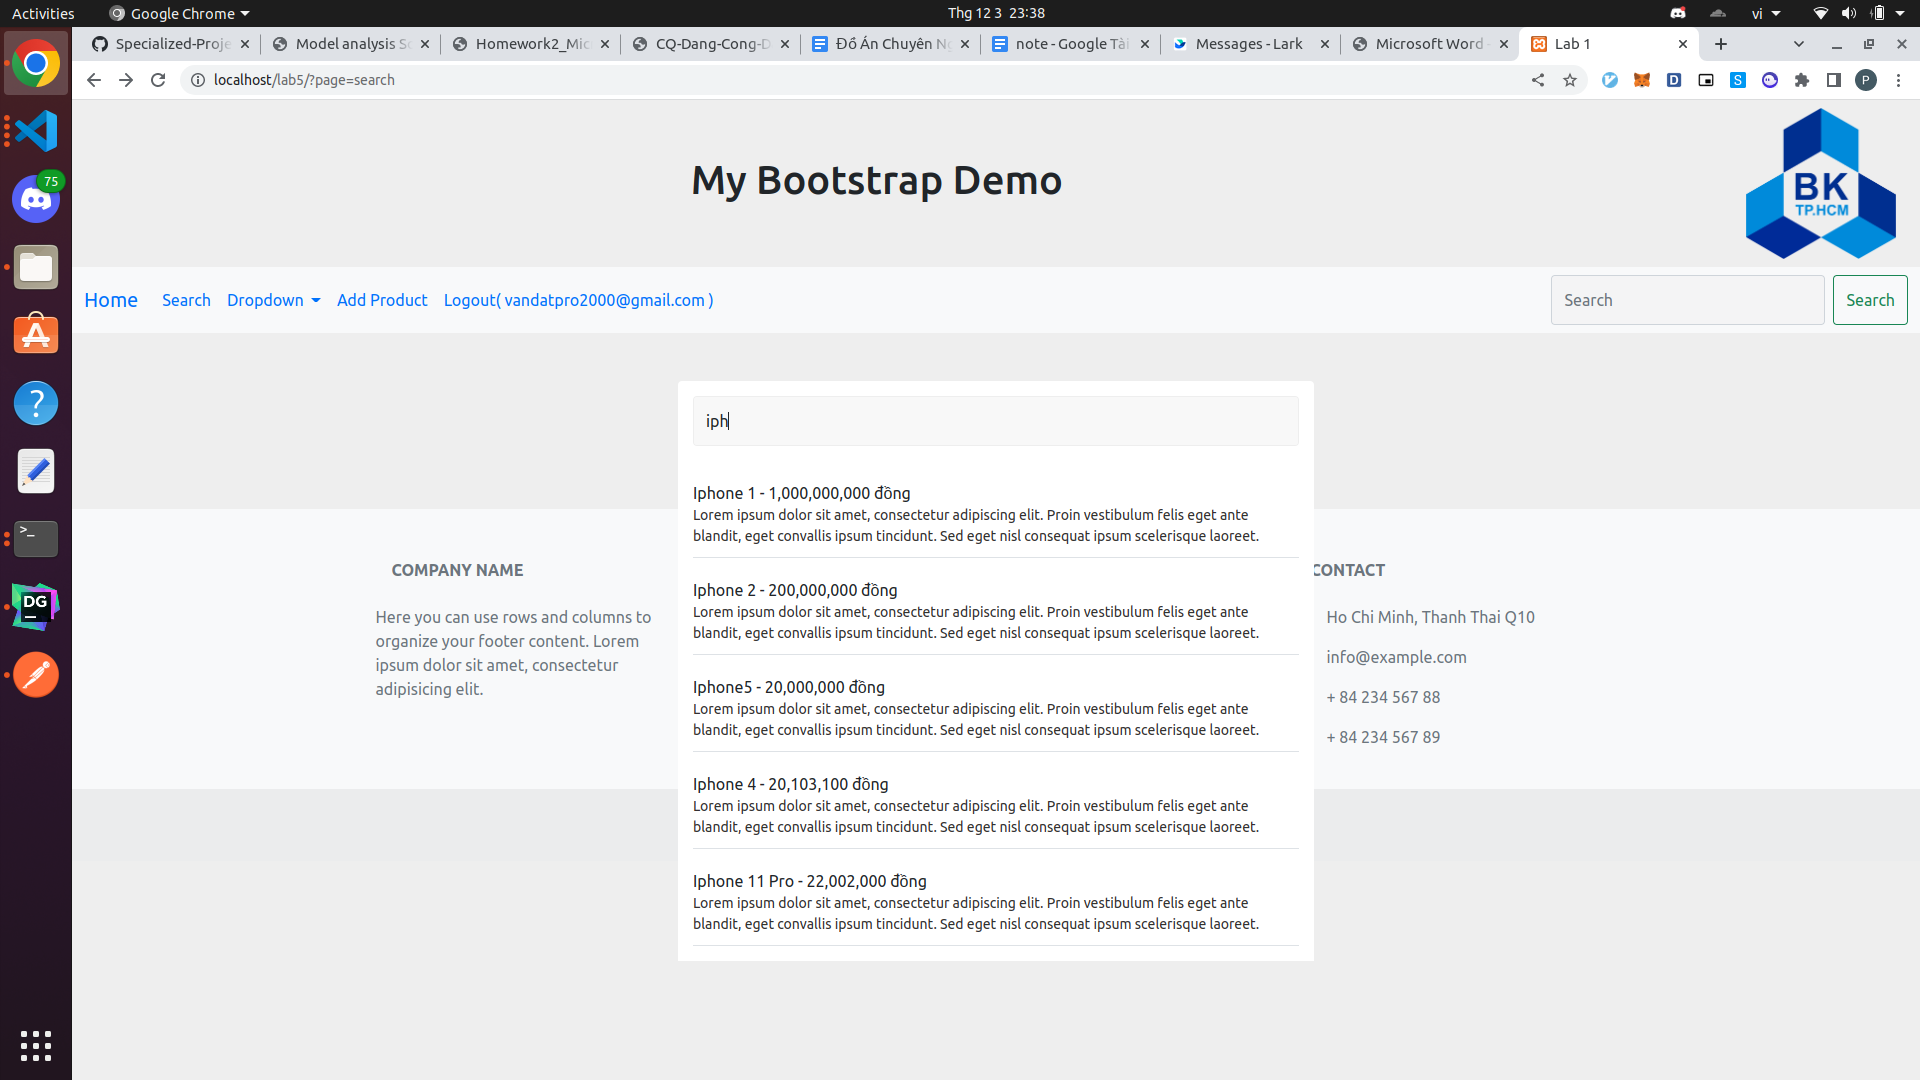 Activities
Google Chrome
Thg 12 3 23:38
vi
Specialized-Proje
Model analysis Sc
Homework2_Mic
CQ-Dang-Cong-D
Đồ Án Chuyên Ng
note - Google Tài
Messages - Lark
Microsoft Word -
Lab 1
localhost/lab5/?page=search
D
S
P
75
DG
>_
?
My Bootstrap Demo
BK
TP.HCM
Home
Search
Dropdown
Add Product
Logout( vandatpro2000@gmail.com )
Search
Search
iph
Iphone 1 - 1,000,000,000 đồng
Lorem ipsum dolor sit amet, consectetur adipiscing elit. Proin vestibulum felis eget ante
blandit, eget convallis ipsum tincidunt. Sed eget nisl consequat ipsum scelerisque laoreet.
Iphone 2 - 200,000,000 đồng
Lorem ipsum dolor sit amet, consectetur adipiscing elit. Proin vestibulum felis eget ante
blandit, eget convallis ipsum tincidunt. Sed eget nisl consequat ipsum scelerisque laoreet.
Iphone5 - 20,000,000 đồng
Lorem ipsum dolor sit amet, consectetur adipiscing elit. Proin vestibulum felis eget ante
blandit, eget convallis ipsum tincidunt. Sed eget nisl consequat ipsum scelerisque laoreet.
Iphone 4 - 20,103,100 đồng
Lorem ipsum dolor sit amet, consectetur adipiscing elit. Proin vestibulum felis eget ante
blandit, eget convallis ipsum tincidunt. Sed eget nisl consequat ipsum scelerisque laoreet.
Iphone 11 Pro - 22,002,000 đồng
Lorem ipsum dolor sit amet, consectetur adipiscing elit. Proin vestibulum felis eget ante
blandit, eget convallis ipsum tincidunt. Sed eget nisl consequat ipsum scelerisque laoreet.
COMPANY NAME
Here you can use rows and columns to
organize your footer content. Lorem
ipsum dolor sit amet, consectetur
adipisicing elit.
CONTACT
Ho Chi Minh, Thanh Thai Q10
info@example.com
+ 84 234 567 88
+ 84 234 567 89